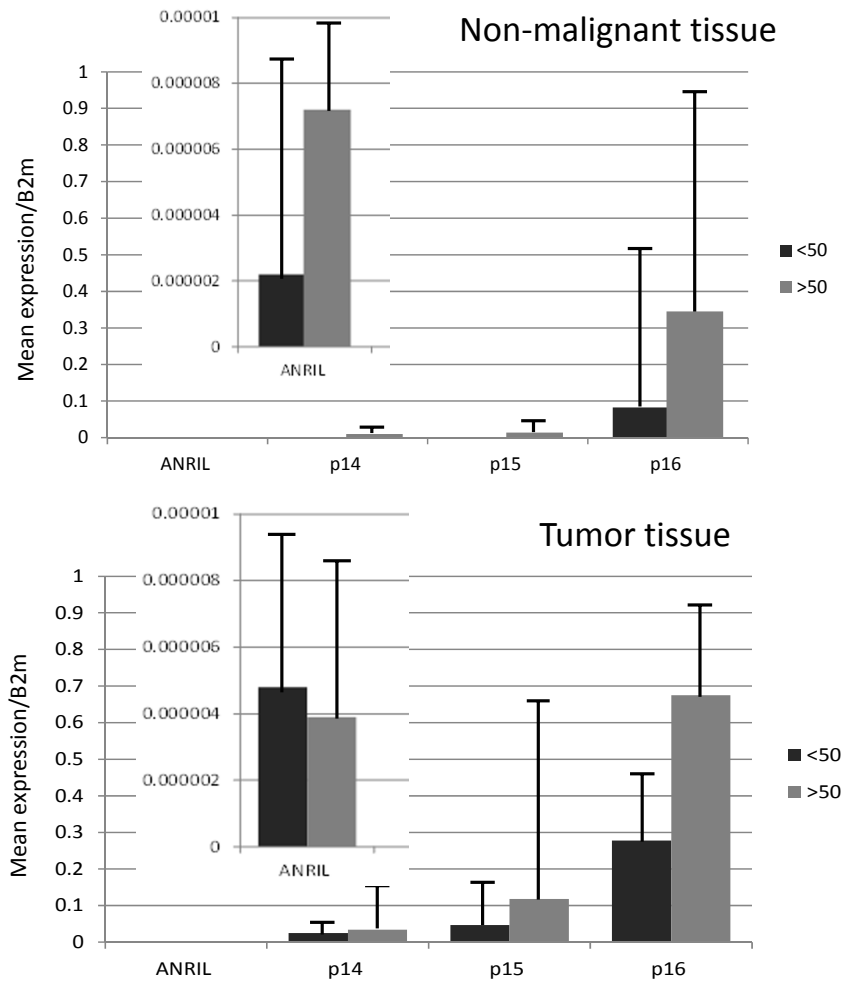 Non-malignant tissue
Mean expression/B2m
1
0.9
0.8
0.7
0.6
0.5
0.4
0.3
0.2
0.1
0
0.00001
0.000008
0.000006
0.000004
0.000002
0
ANRIL
ANRIL
p14
p15
p16
<50
>50
Tumor tissue
Mean expression/B2m
1
0.9
0.8
0.7
0.6
0.5
0.4
0.3
0.2
0.1
0
0.00001
0.000008
0.000006
0.000004
0.000002
0
ANRIL
ANRIL
p14
p15
p16
<50
>50